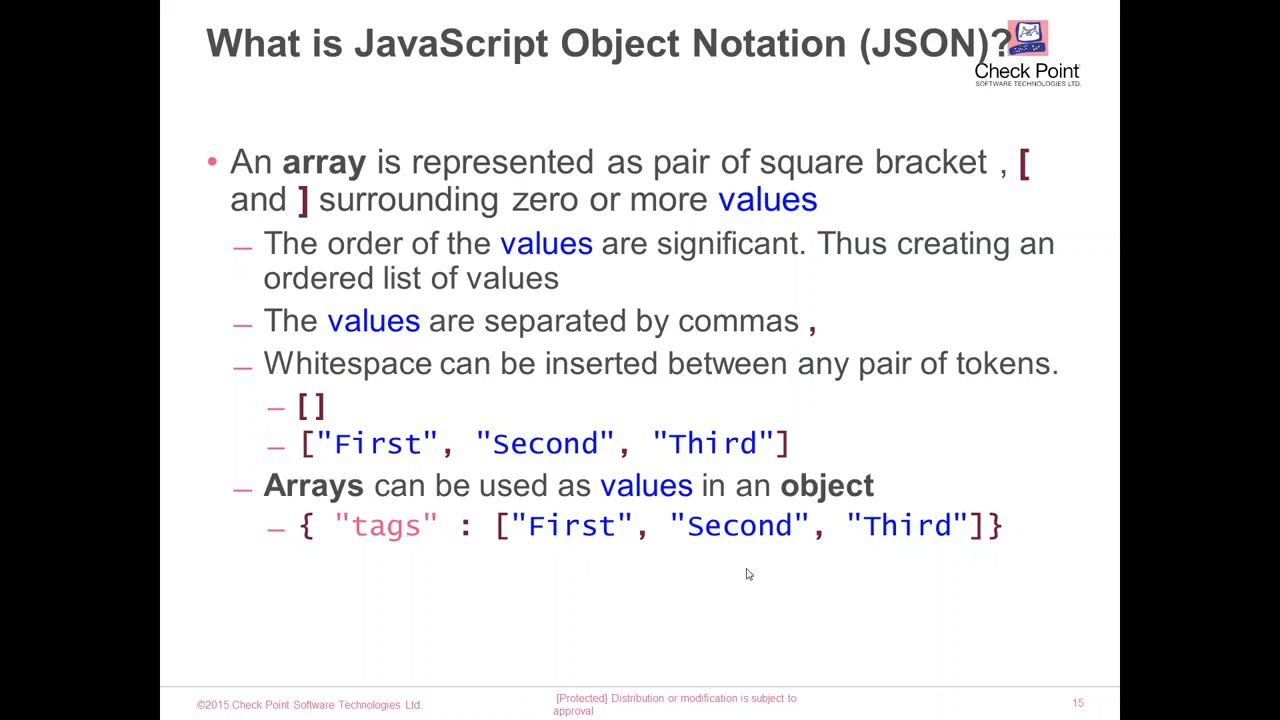 What is JavaScript Object Notation (JSON)?
Check Point
SOFTWARE TECHNOLOGIES LTD.
• An array is represented as pair of square bracket , [
and ] surrounding zero or more values
– The order of the values are significant. Thus creating an
ordered list of values
– The values are separated by commas ,
– Whitespace can be inserted between any pair of tokens.
– []
– ["First", "Second", "Third"]
– Arrays can be used as values in an object
– { "tags" : ["First", "Second", "Third"]}
©2015 Check Point Software Technologies Ltd.
[Protected] Distribution or modification is subject to
approval
15